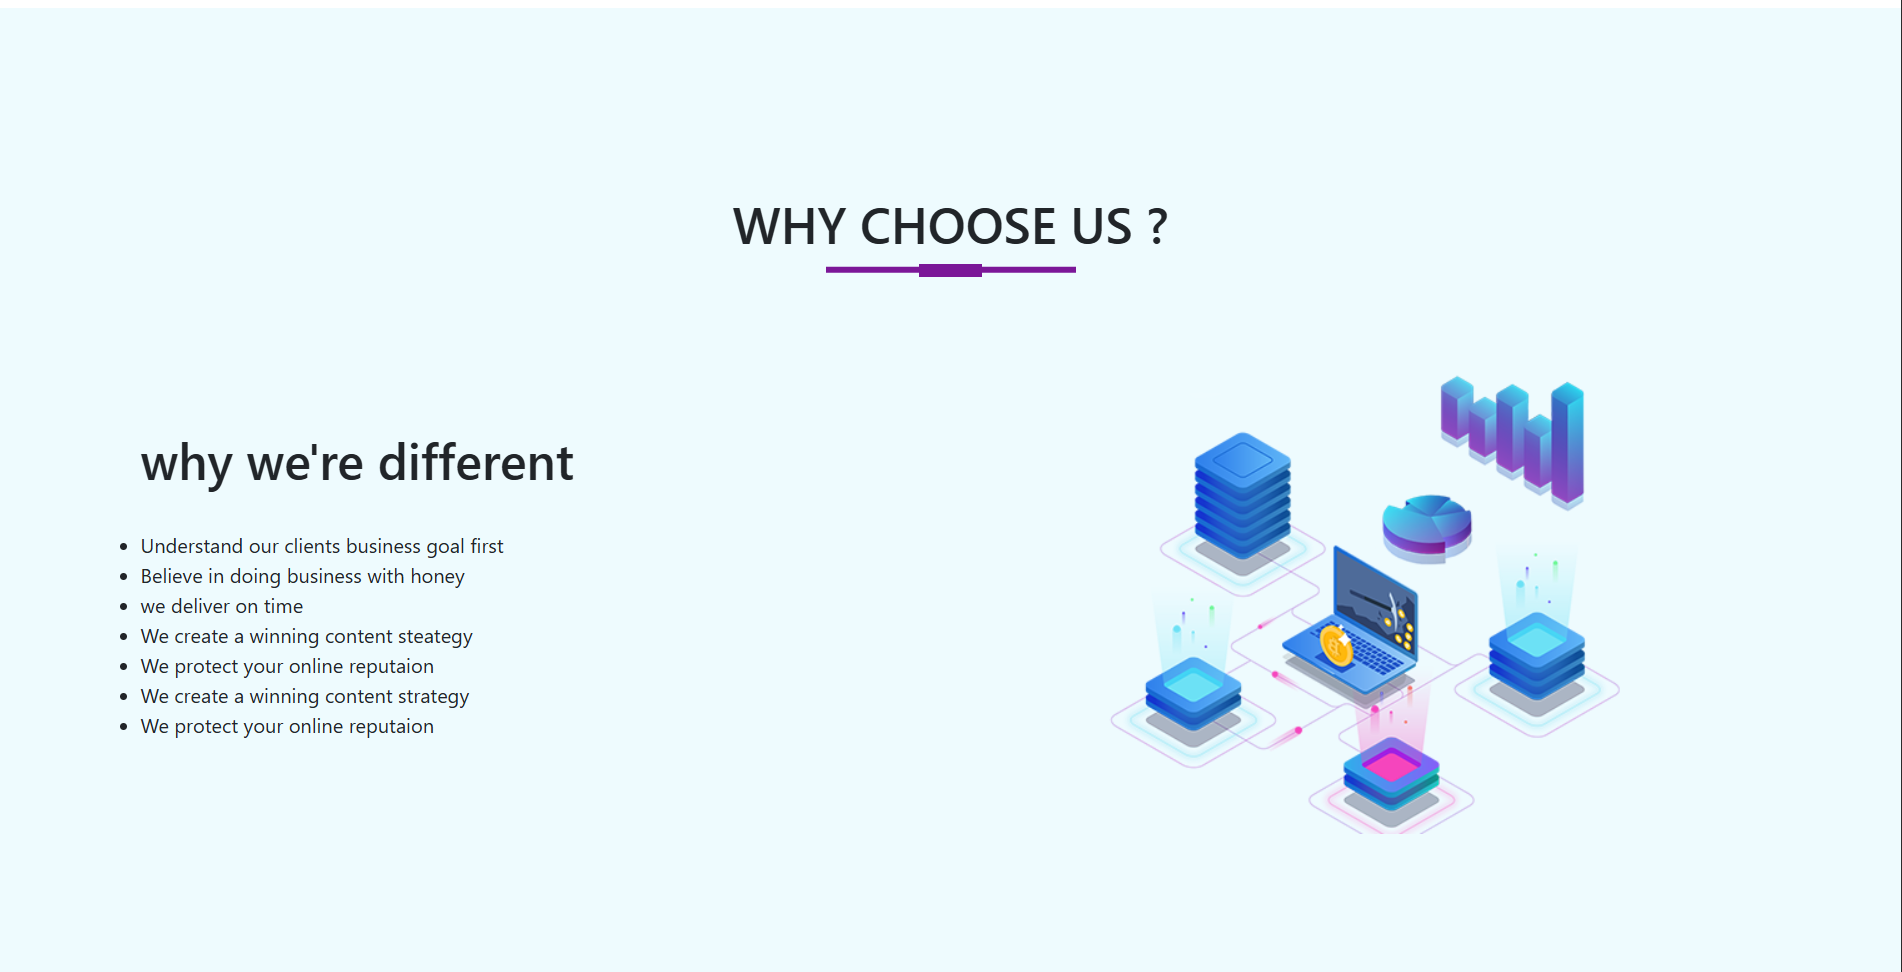 WHY CHOOSE US ?
why we're different
Understand our clients business goal first
Believe in doing business with honey
we deliver on time
We create a winning content steategy
We protect your online reputaion
We create a winning content strategy
We protect your online reputaion